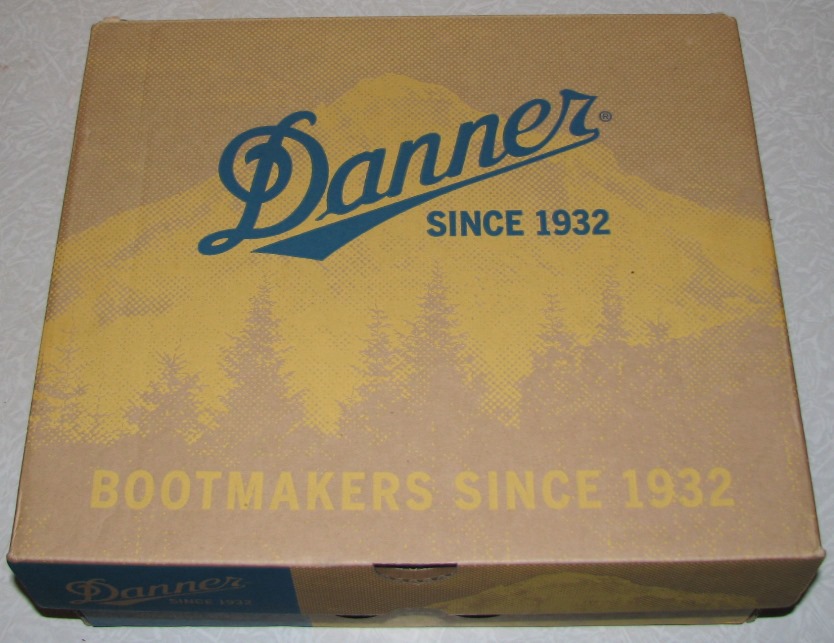 Danner®
SINCE 1932
BOOTMAKERS SINCE 1932
Danner
SINCE 1932